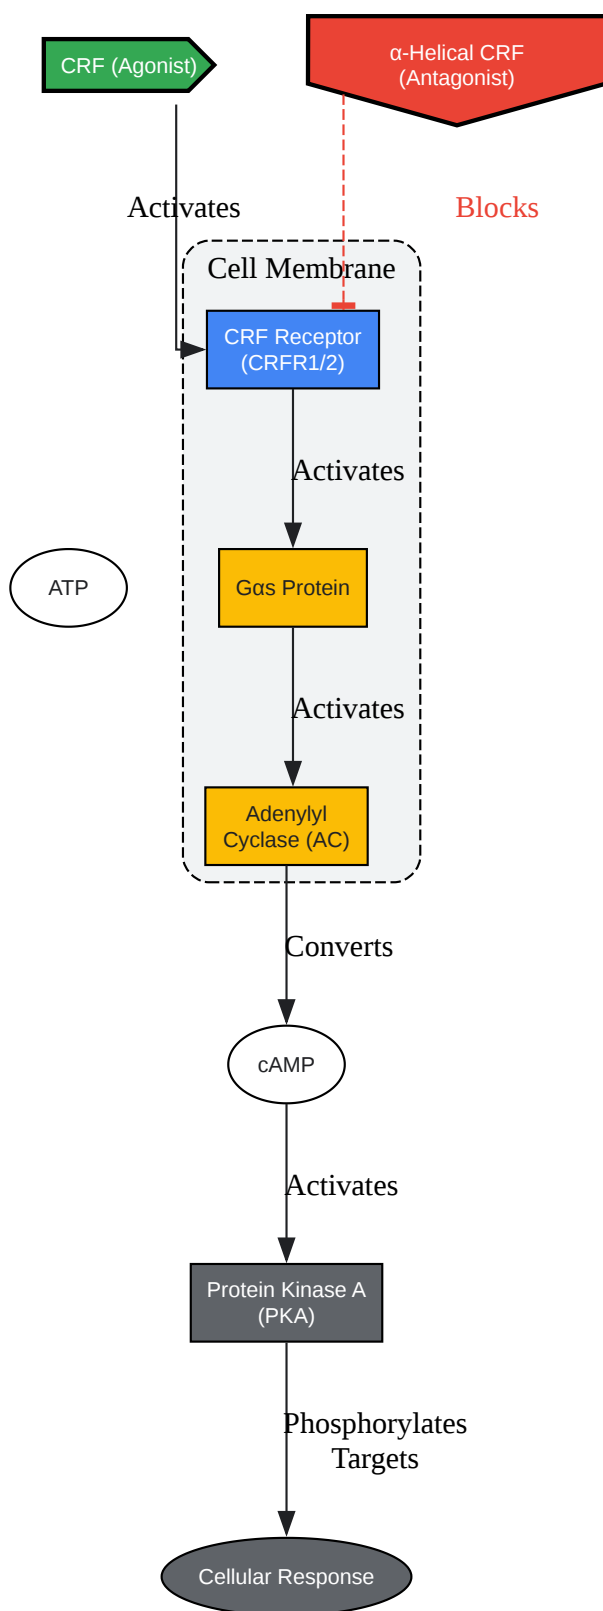 CRF (Agonist)
α-Helical CRF
(Antagonist)
Activates
Blocks
Cell Membrane
CRF Receptor
(CRFR1/2)
Activates
ATP
Gαs Protein
Activates
Adenylyl
Cyclase (AC)
Converts
cAMP
Activates
Protein Kinase A
(PKA)
Phosphorylates
Targets
Cellular Response